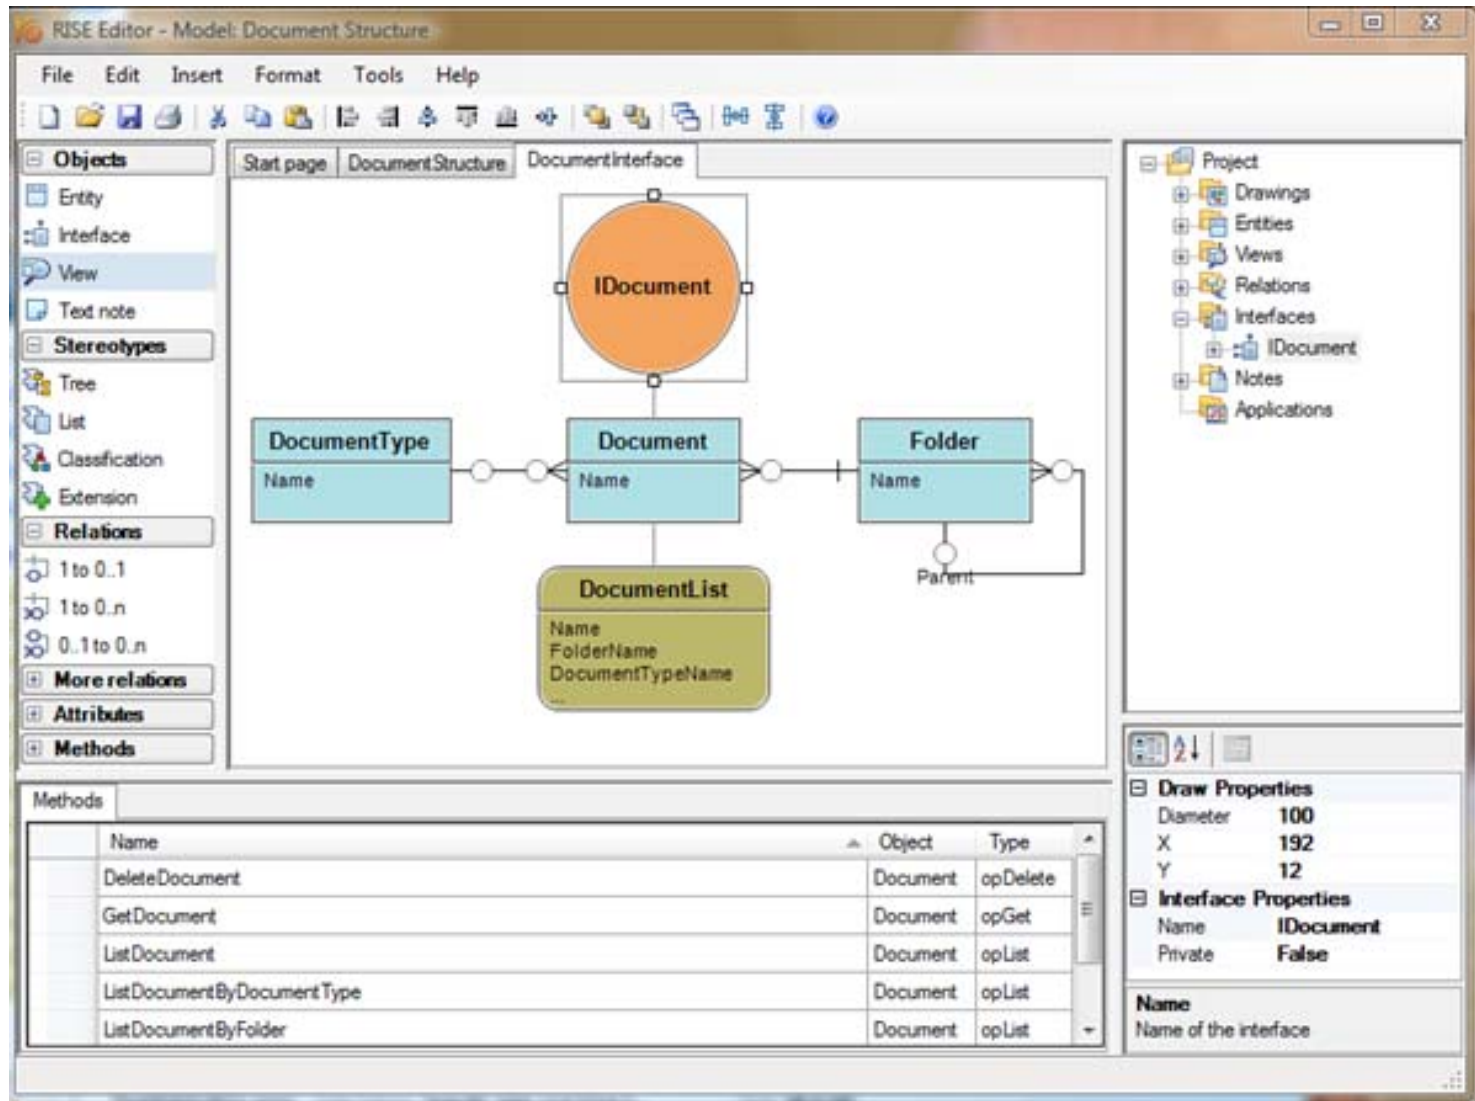 RISE Editor - Model: Document Structure
File Edit Insert Format Tools Help
Objects
Entity
Interface
View
Text note
Stereotypes
Tree
List
Classification
Extension
Relations
1 to 0..1
1 to 0..n
0..1 to 0..n
More relations
Attributes
Methods
Start page DocumentStructure DocumentInterface
IDocument
DocumentType
Name
Document
Name
Folder
Name
Parent
DocumentList
Name
FolderName
DocumentTypeName
...
Project
Drawings
Entities
Views
Relations
Interfaces
IDocument
Notes
Applications
Methods
Name Object Type
DeleteDocument Document opDelete
GetDocument Document opGet
ListDocument Document opList
ListDocumentByDocumentType Document opList
ListDocumentByFolder Document opList
Draw Properties
Diameter 100
X 192
Y 12
Interface Properties
Name IDocument
Private False
Name
Name of the interface